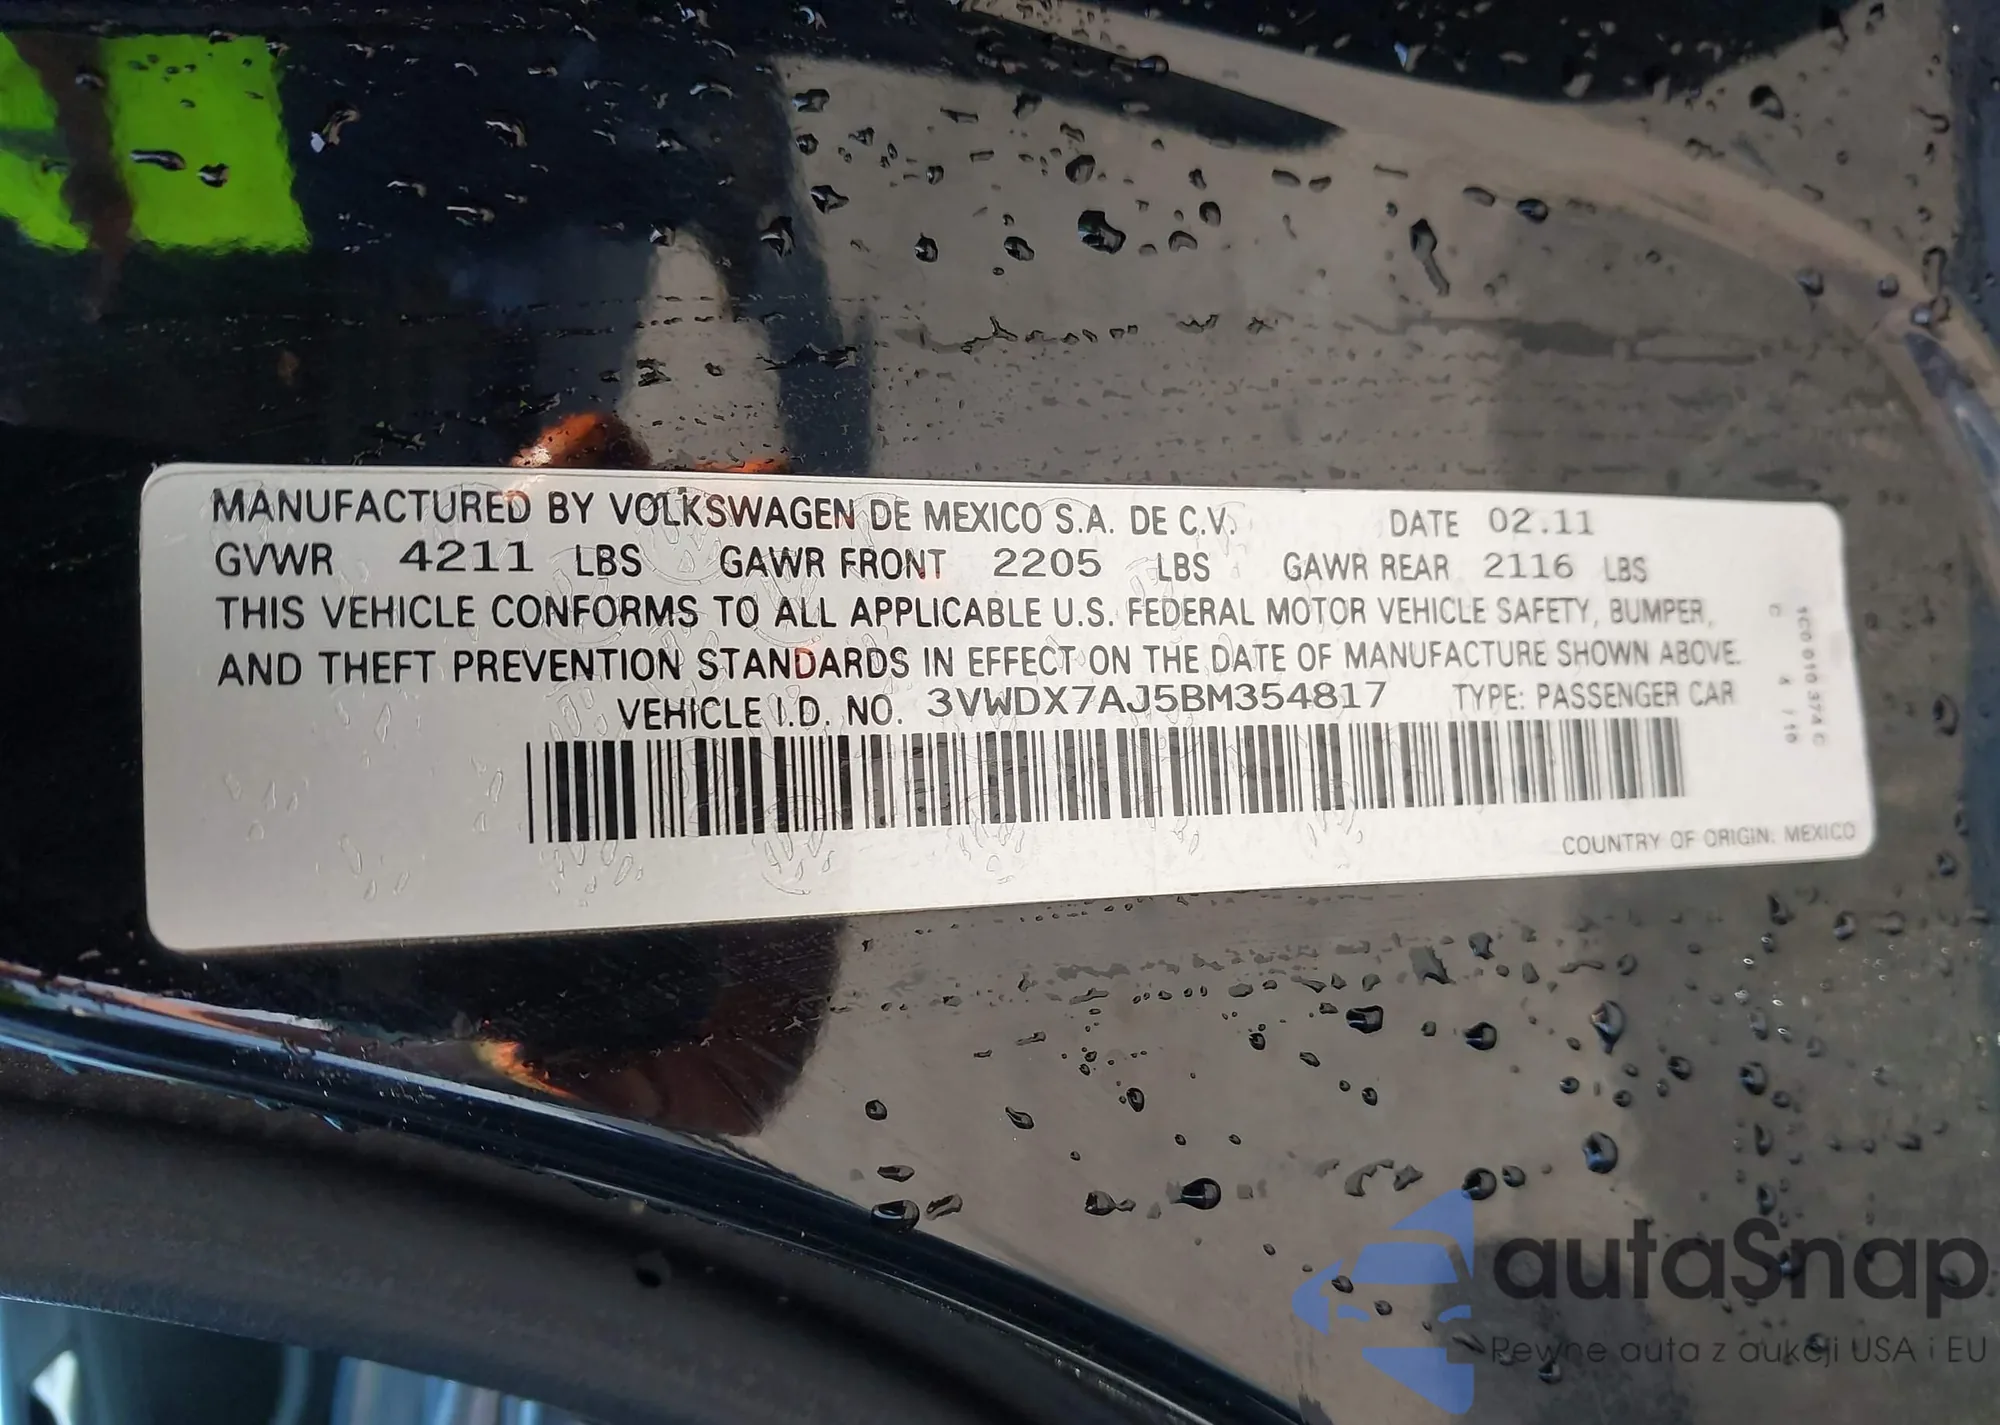 MANUFACTURED BY VOLKSWAGEN DE MEXICO S.A. DE C.V. DATE 02.11
GVWR 4211 LBS GAWR FRONT 2205 LBS GAWR REAR 2116 LBS
THIS VEHICLE CONFORMS TO ALL APPLICABLE U.S. FEDERAL MOTOR VEHICLE SAFETY, BUMPER,
AND THEFT PREVENTION STANDARDS IN EFFECT ON THE DATE OF MANUFACTURE SHOWN ABOVE.
VEHICLE I.D. NO. 3VWDX7AJ5BM354817 TYPE: PASSENGER CAR
COUNTRY OF ORIGIN: MEXICO
1C0 010 374 C
autaSnap
Pewne auta z aukcji USA i EU